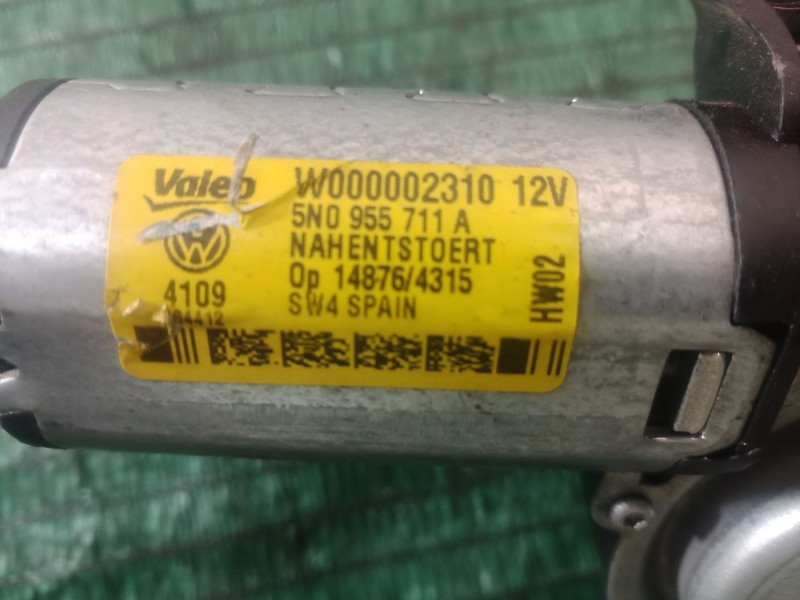 Valeo W000002310 12V
5N0 955 711 A
NAHENTSTOERT
Op 14876/4315
4109
SW4 SPAIN
HW02